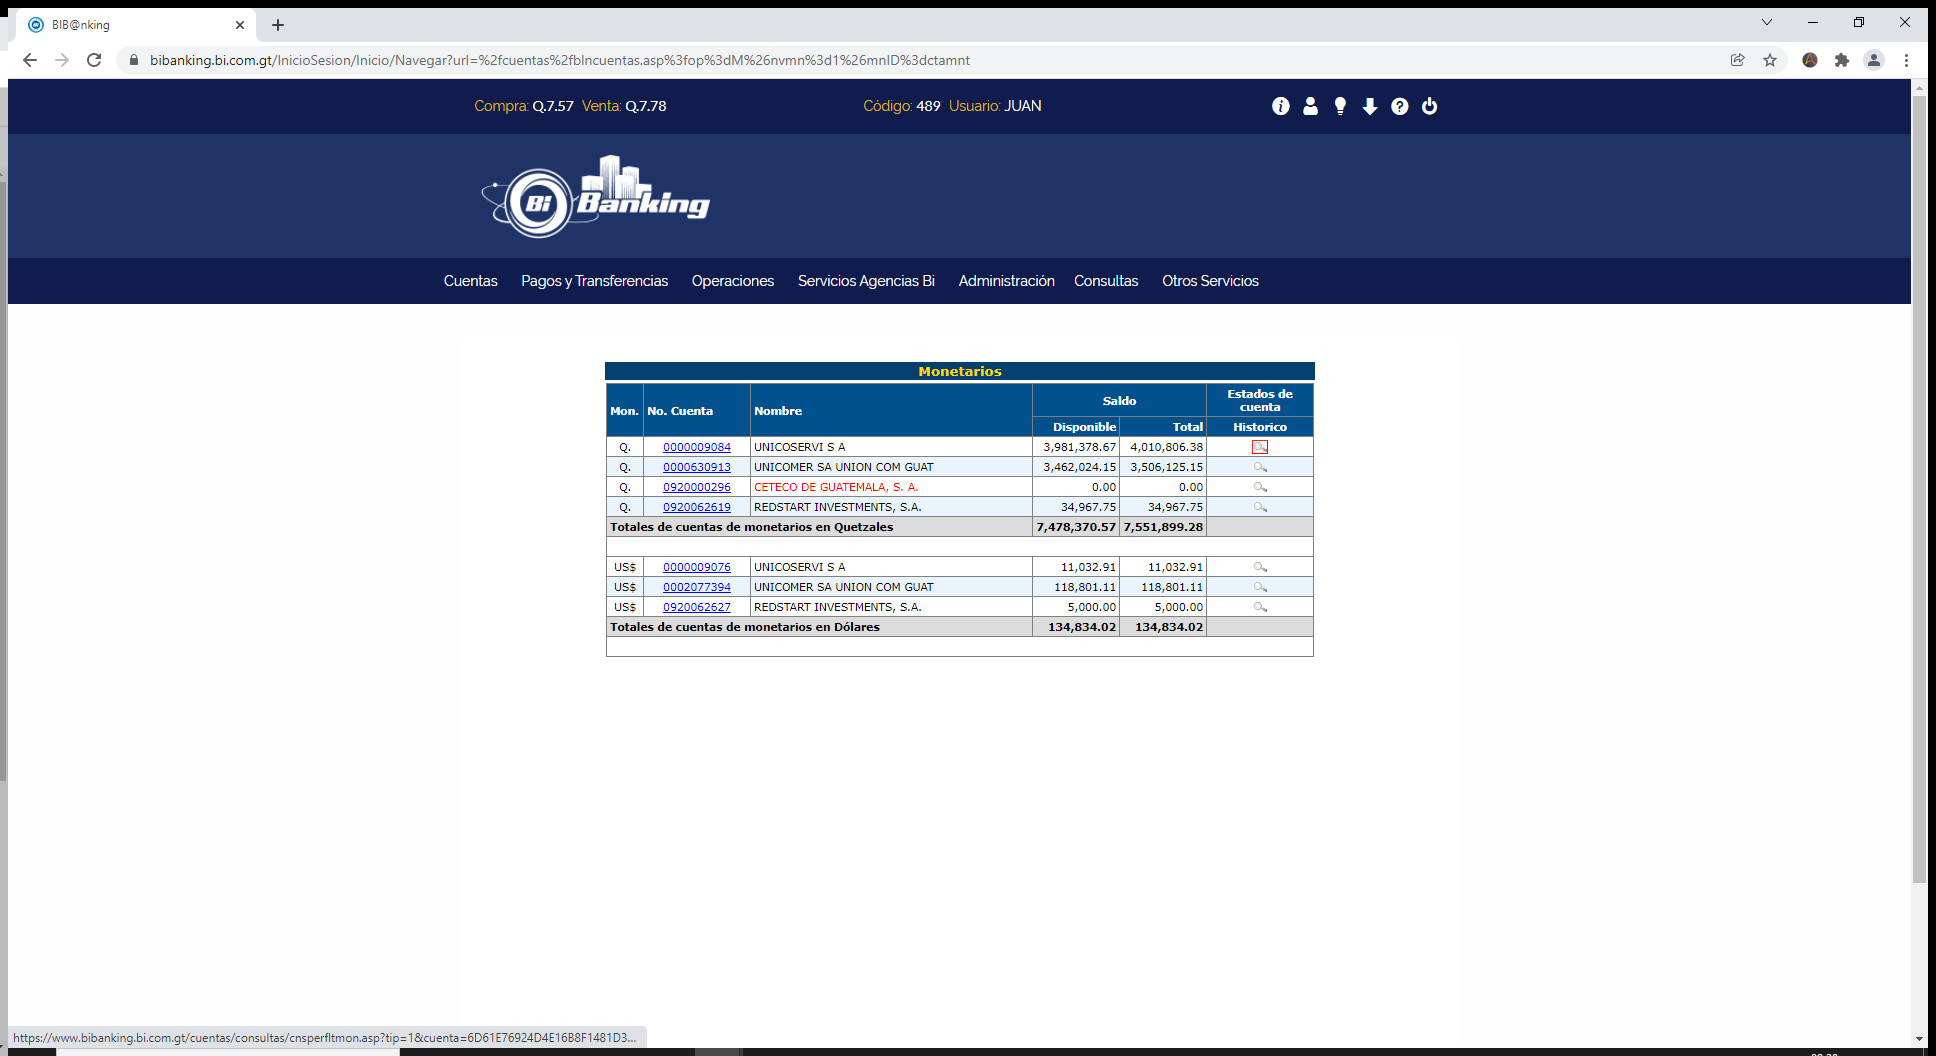 BIB@nking
bibanking.bi.com.gt/InicioSesion/Inicio/Navegar?url=%2fcuentas%2fblncuentas.asp%3fop%3dM%26nvmn%3d1%26mnID%3dctamnt
Compra: Q.7.57 Venta: Q.7.78 Código: 489 Usuario: JUAN
Bi Banking
Cuentas Pagos y Transferencias Operaciones Servicios Agencias Bi Administración Consultas Otros Servicios
Monetarios
Mon. No. Cuenta Nombre Saldo Estados de cuenta
Disponible Total Historico
Q. 0000009084 UNICOSERVI S A 3,981,378.67 4,010,806.38
Q. 0000630913 UNICOMER SA UNION COM GUAT 3,462,024.15 3,506,125.15
Q. 0920000296 CETECO DE GUATEMALA, S. A. 0.00 0.00
Q. 0920062619 REDSTART INVESTMENTS, S.A. 34,967.75 34,967.75
Totales de cuentas de monetarios en Quetzales 7,478,370.57 7,551,899.28
US$ 0000009076 UNICOSERVI S A 11,032.91 11,032.91
US$ 0002077394 UNICOMER SA UNION COM GUAT 118,801.11 118,801.11
US$ 0920062627 REDSTART INVESTMENTS, S.A. 5,000.00 5,000.00
Totales de cuentas de monetarios en Dólares 134,834.02 134,834.02
https://www.bibanking.bi.com.gt/cuentas/consultas/cnsperfltmon.asp?tip=1&cuenta=6D61E76924D4E16B8F1481D3...